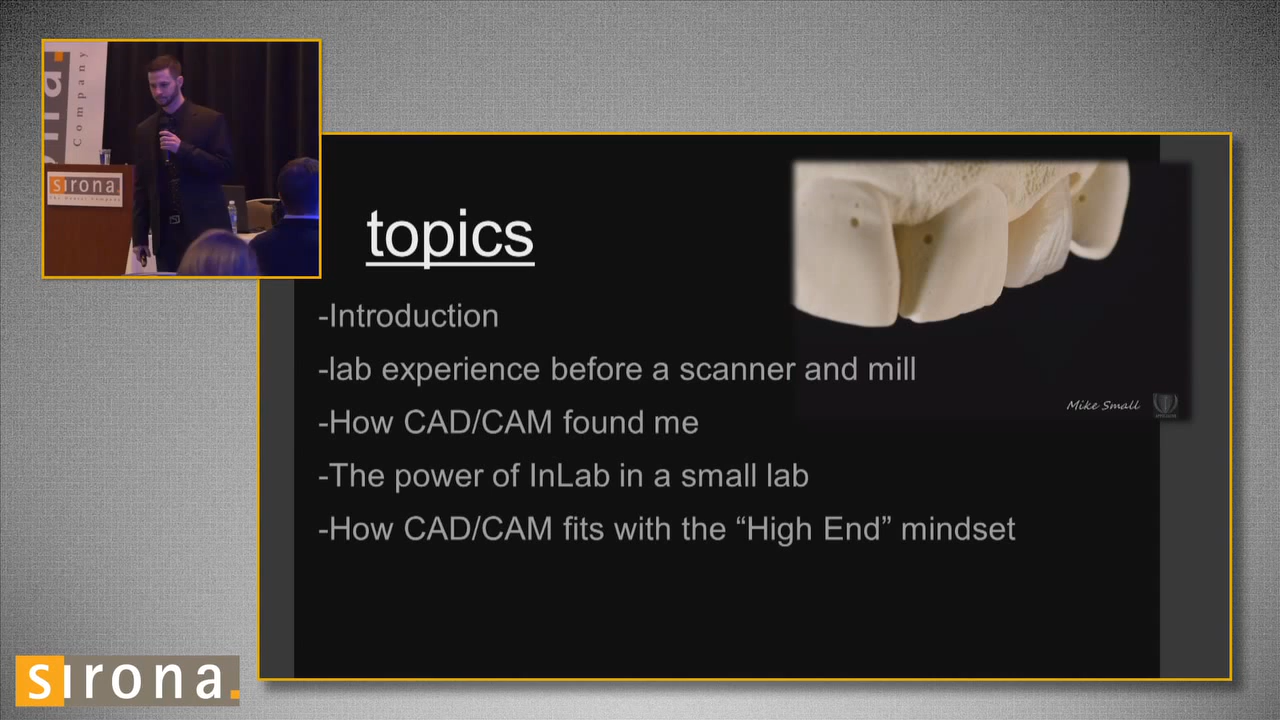 Company
sirona.
The Dental Company
topics
-Introduction
-lab experience before a scanner and mill
-How CAD/CAM found me
-The power of InLab in a small lab
-How CAD/CAM fits with the “High End” mindset
Mike Small
sirona.